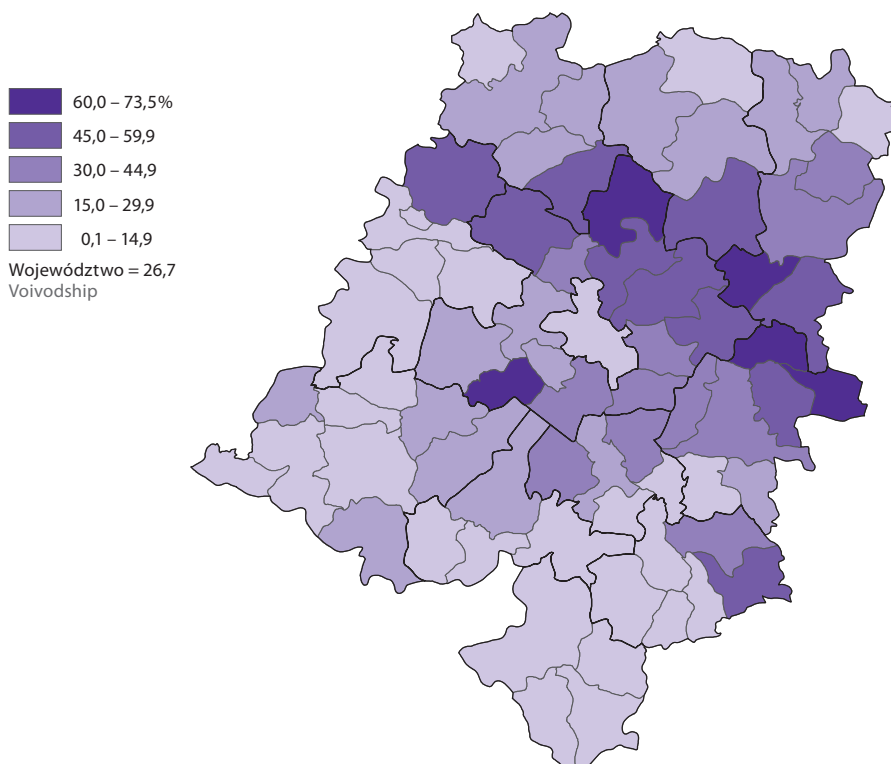 60,0 – 73,5%
45,0 – 59,9
30,0 – 44,9
15,0 – 29,9
0,1 – 14,9
Województwo = 26,7
Voivodship